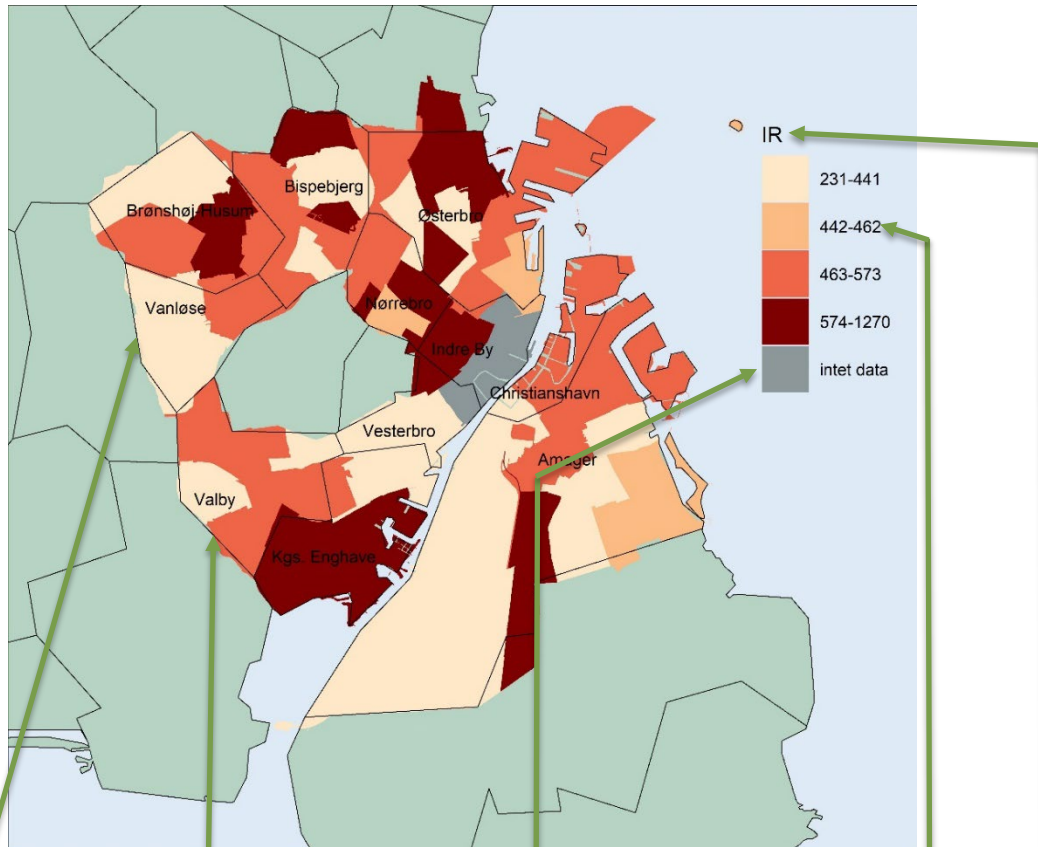 IR
231-441
442-462
463-573
574-1270
intet data
Bispebjerg
Brønshøj-Husum
Østerbro
Vanløse
Nørrebro
Indre By
Christianshavn
Vesterbro
Amager
Valby
Kgs. Enghave